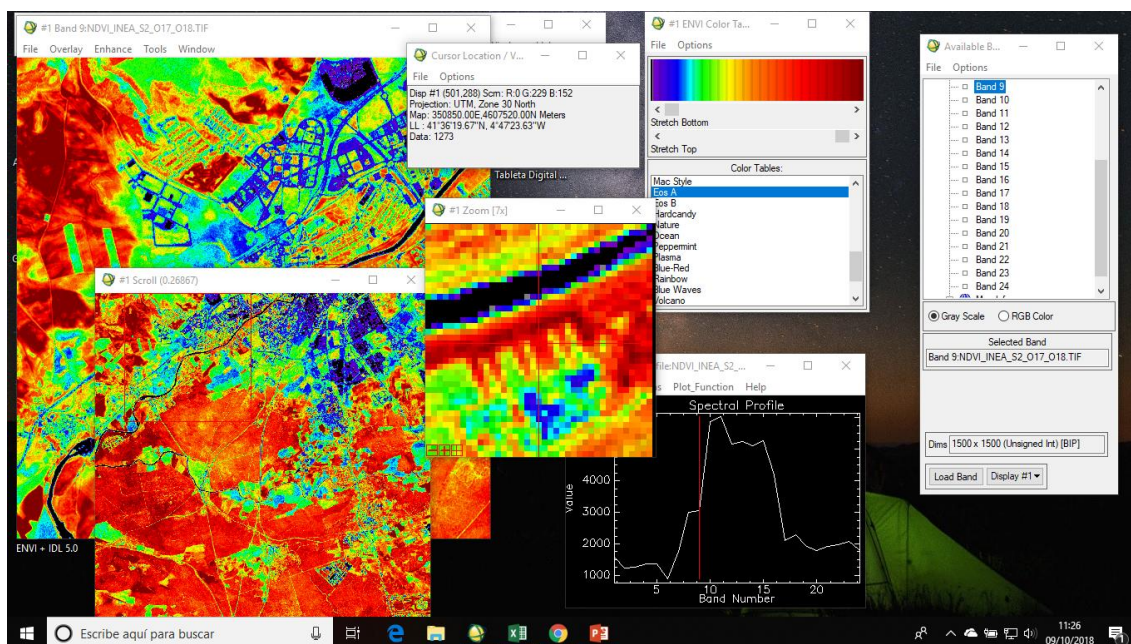 #1 Band 9:NDVI_INEA_S2_O17_O18.TIF
File Overlay Enhance Tools Window
Cursor Location / V...
File Options
Disp #1 (501,288) Scrn: R:0 G:229 B:152
Projection: UTM, Zone 30 North
Map: 350850.00E,4607520.00N Meters
LL : 41°36'19.67"N, 4°47'23.63"W
Data: 1273
Tableta Digital ...
#1 ENVI Color Ta...
File Options
Stretch Bottom
Stretch Top
Color Tables:
Mac Style
Eos A
Eos B
Hardcandy
Nature
Ocean
Peppermint
Plasma
Blue-Red
Rainbow
Blue Waves
Volcano
Available B...
File Options
Band 9
Band 10
Band 11
Band 12
Band 13
Band 14
Band 15
Band 16
Band 17
Band 18
Band 19
Band 20
Band 21
Band 22
Band 23
Band 24
Gray Scale RGB Color
Selected Band
Band 9:NDVI_INEA_S2_O17_O18.TIF
Dims 1500 x 1500 (Unsigned Int) [BIP]
Load Band Display #1
#1 Zoom [7x]
#1 Scroll (0.26867)
ofile:NDVI_INEA_S2_...
ns Plot_Function Help
Spectral Profile
Value
4000
3000
2000
1000
5 10 15 20
Band Number
ENVI + IDL 5.0
Escribe aquí para buscar
11:26
09/10/2018